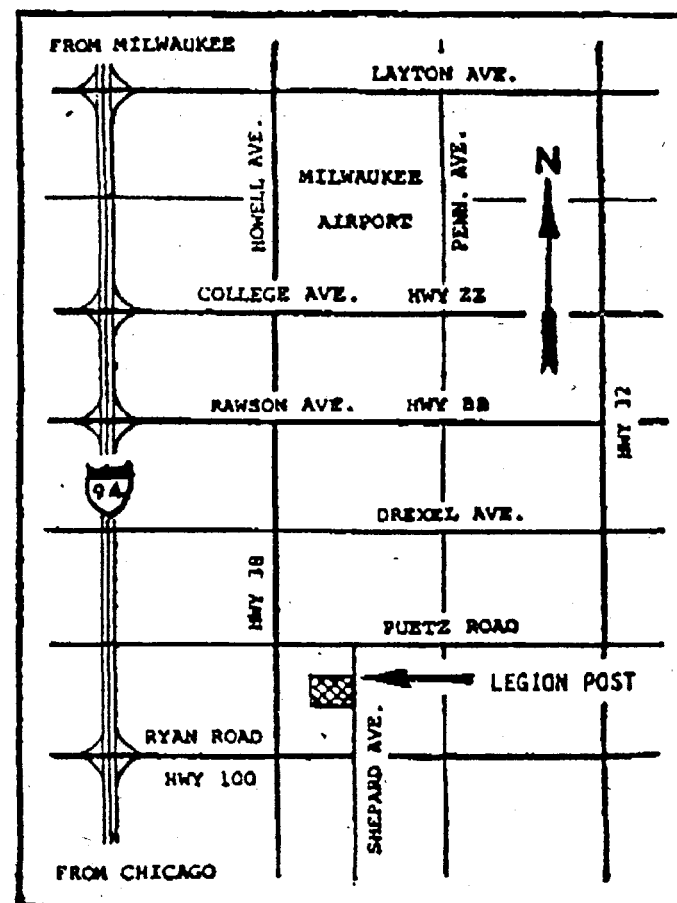 FROM MILWAUKEE
LAYTON AVE.
HOWELL AVE.
MILWAUKEE
AIRPORT
PENN. AVE.
N
COLLEGE AVE. HWY ZZ
RAWSON AVE. HWY BB
HWY 32
94
DREXEL AVE.
HWY 38
PUETZ ROAD
LEGION POST
RYAN ROAD
HWY 100
SHEPARD AVE.
FROM CHICAGO